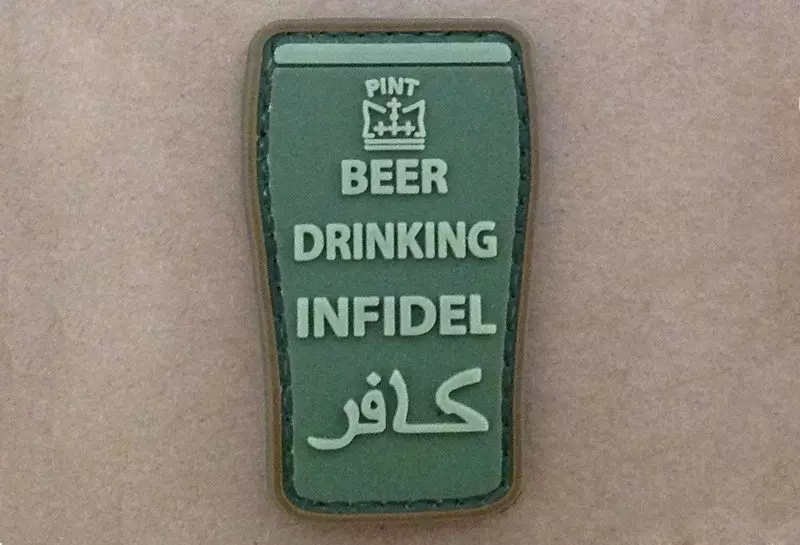 PINT
BEER
DRINKING
INFIDEL
كافر